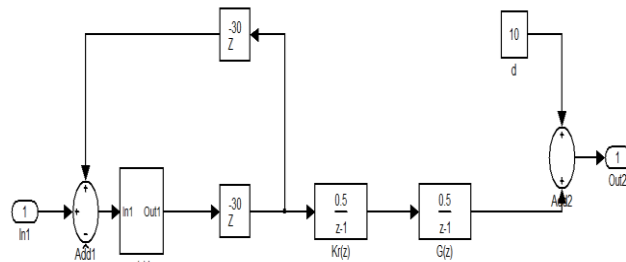 -30
Z
10
d
+
+
1
In1
+
+
-
Add1
In1 Out1
-30
Z
0.5
z-1
Kr(z)
0.5
z-1
G(z)
+
Add2
1
Out2